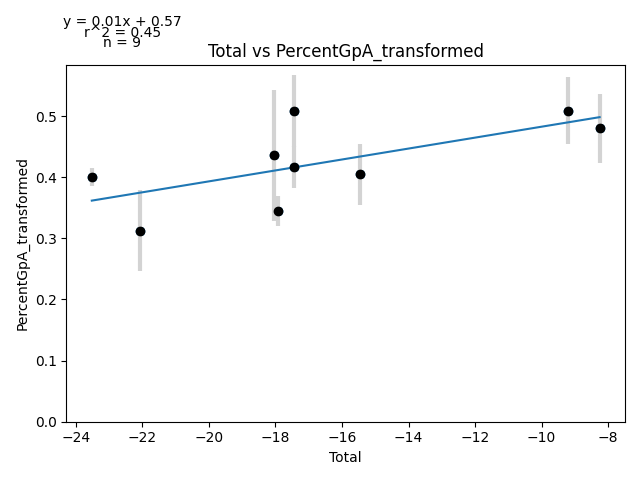 y = 0.01x + 0.57
r^2 = 0.45
n = 9
Total vs PercentGpA_transformed
PercentGpA_transformed
0.5
0.4
0.3
0.2
0.1
0.0
−24 −22 −20 −18 −16 −14 −12 −10 −8
Total